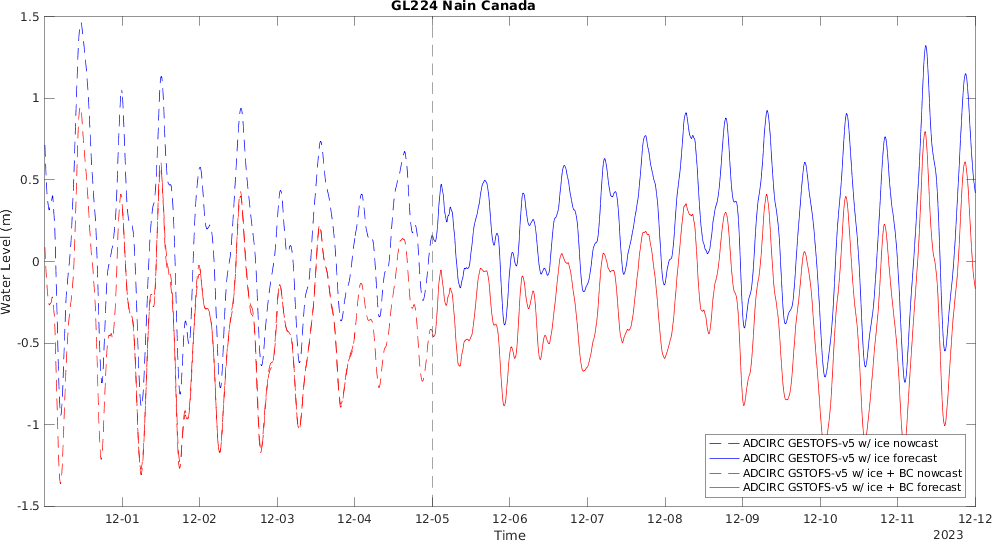 GL224 Nain Canada
1.5
1
0.5
0
-0.5
-1
-1.5
Water Level (m)
12-01 12-02 12-03 12-04 12-05 12-06 12-07 12-08 12-09 12-10 12-11 12-12
2023
Time
ADCIRC GESTOFS-v5 w/ ice nowcast
ADCIRC GESTOFS-v5 w/ ice forecast
ADCIRC GSTOFS-v5 w/ ice + BC nowcast
ADCIRC GSTOFS-v5 w/ ice + BC forecast